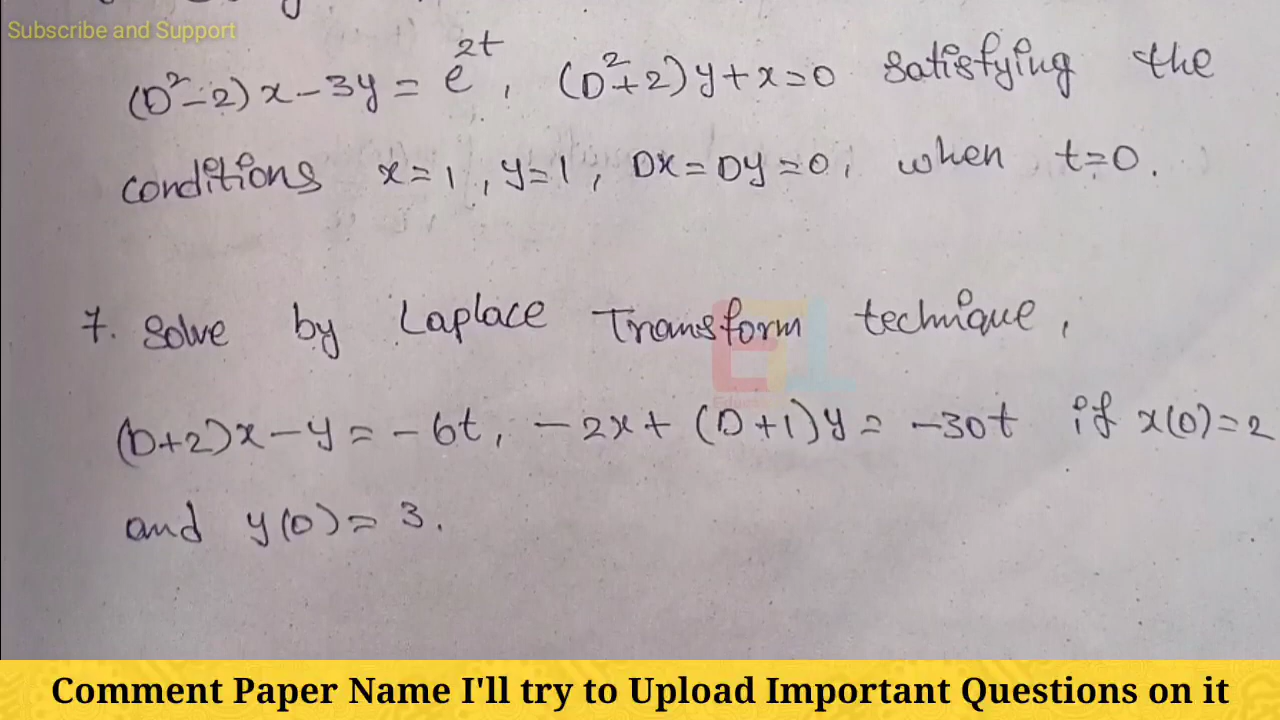 Subscribe and Support
(D²-2)x-3y = e²ᵗ, (D²+2)y+x=0 satisfying the
conditions x=1, y=1, Dx=Dy=0, when t=0.
7. Solve by Laplace Transform technique,
(D+2)x-y = -6t, -2x+(D+1)y = -30t if x(0)=2
and y(0)= 3.
Comment Paper Name I'll try to Upload Important Questions on it